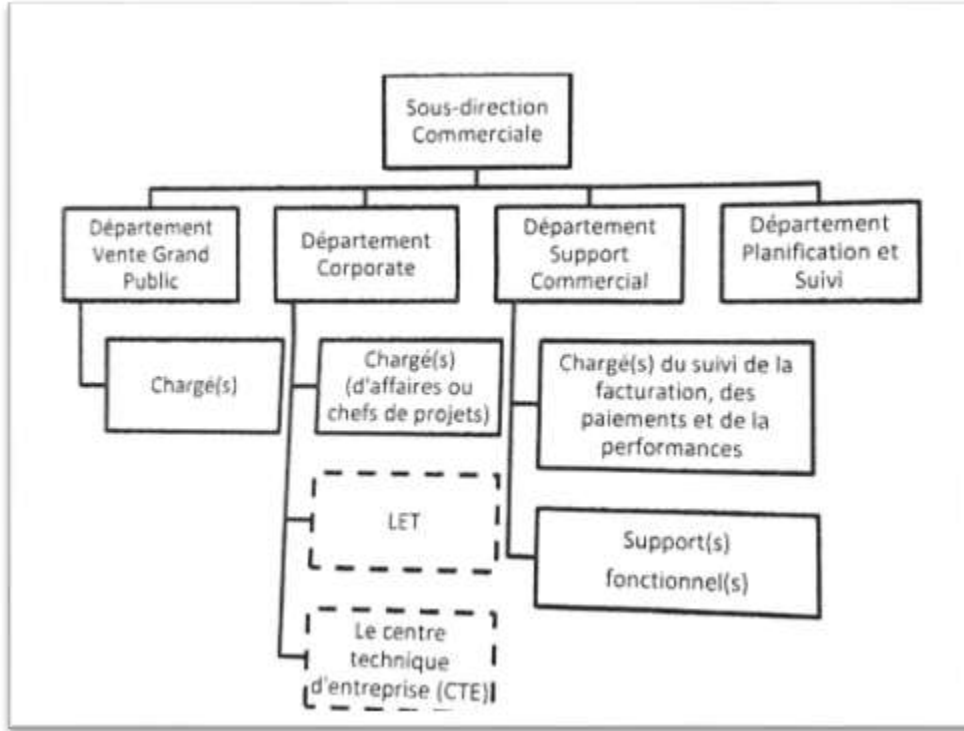 Sous-direction
Commerciale
Département
Vente Grand
Public
Département
Corporate
Département
Support
Commercial
Département
Planification et
Suivi
Chargé(s)
Chargé(s)
(d'affaires ou
chefs de projets)
Chargé(s) du suivi de la
facturation, des
paiements et de la
performances
LET
Support(s)
fonctionnel(s)
Le centre
technique
d'entreprise (CTE)